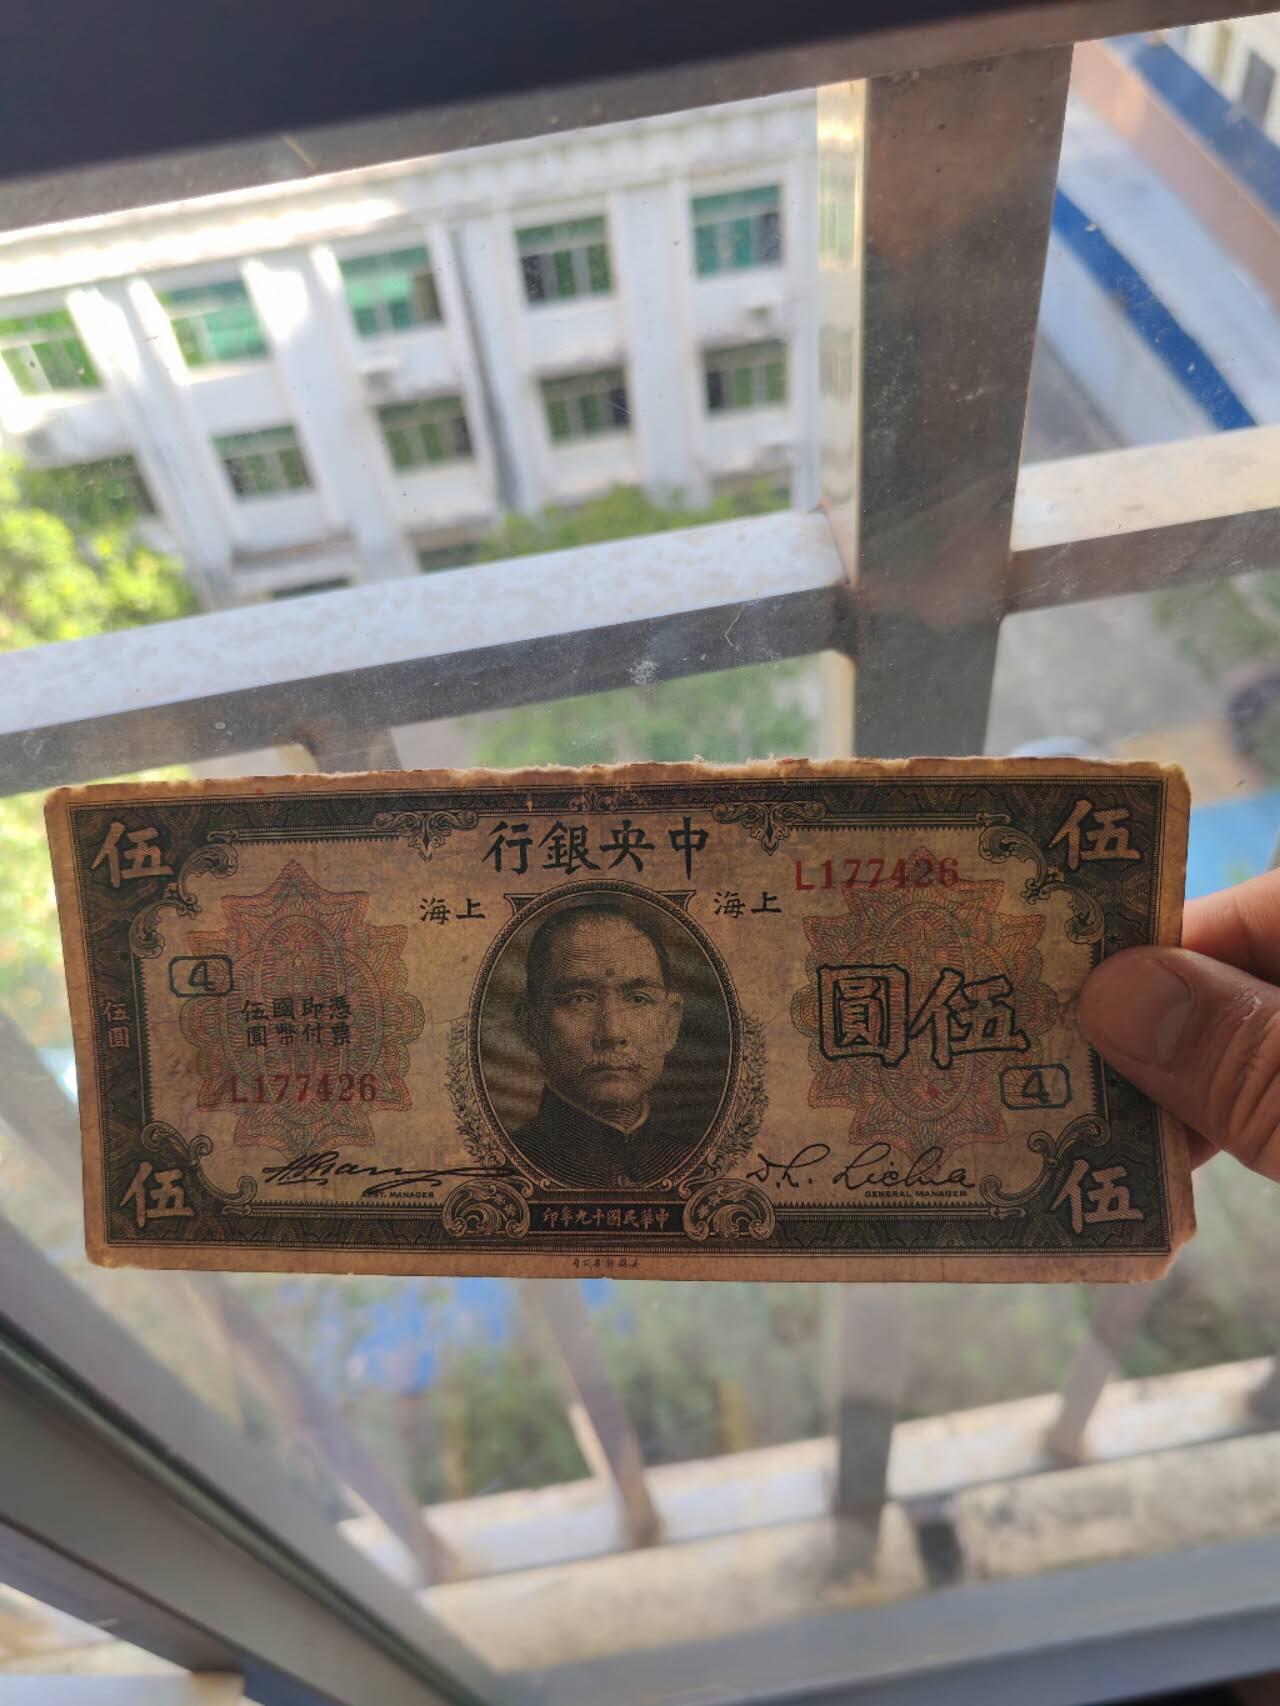 伍
中央銀行
伍
L177426
上海
上海
4
憑票
即付
國幣
伍圓
伍圓
伍圓
4
L177426
ASST. MANAGER
GENERAL MANAGER
伍
中華民國十九年印
伍